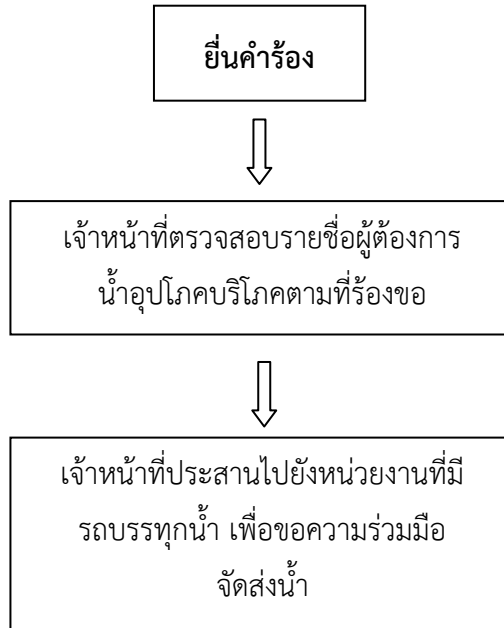 ยื่นคำร้อง
เจ้าหน้าที่ตรวจสอบรายชื่อผู้ต้องการ
น้ำอุปโภคบริโภคตามที่ร้องขอ
เจ้าหน้าที่ประสานไปยังหน่วยงานที่มี
รถบรรทุกน้ำ เพื่อขอความร่วมมือ
จัดส่งน้ำ